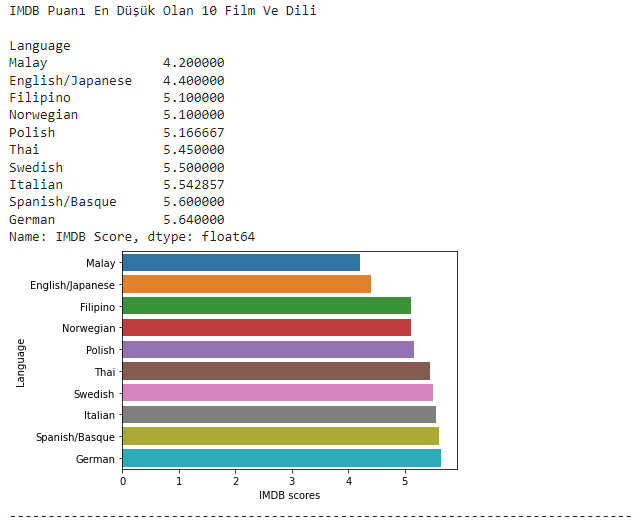 IMDB Puanı En Düşük Olan 10 Film Ve Dili
Language
Malay 4.200000
English/Japanese 4.400000
Filipino 5.100000
Norwegian 5.100000
Polish 5.166667
Thai 5.450000
Swedish 5.500000
Italian 5.542857
Spanish/Basque 5.600000
German 5.640000
Name: IMDB Score, dtype: float64
Language
Malay
English/Japanese
Filipino
Norwegian
Polish
Thai
Swedish
Italian
Spanish/Basque
German
0 1 2 3 4 5
IMDB scores